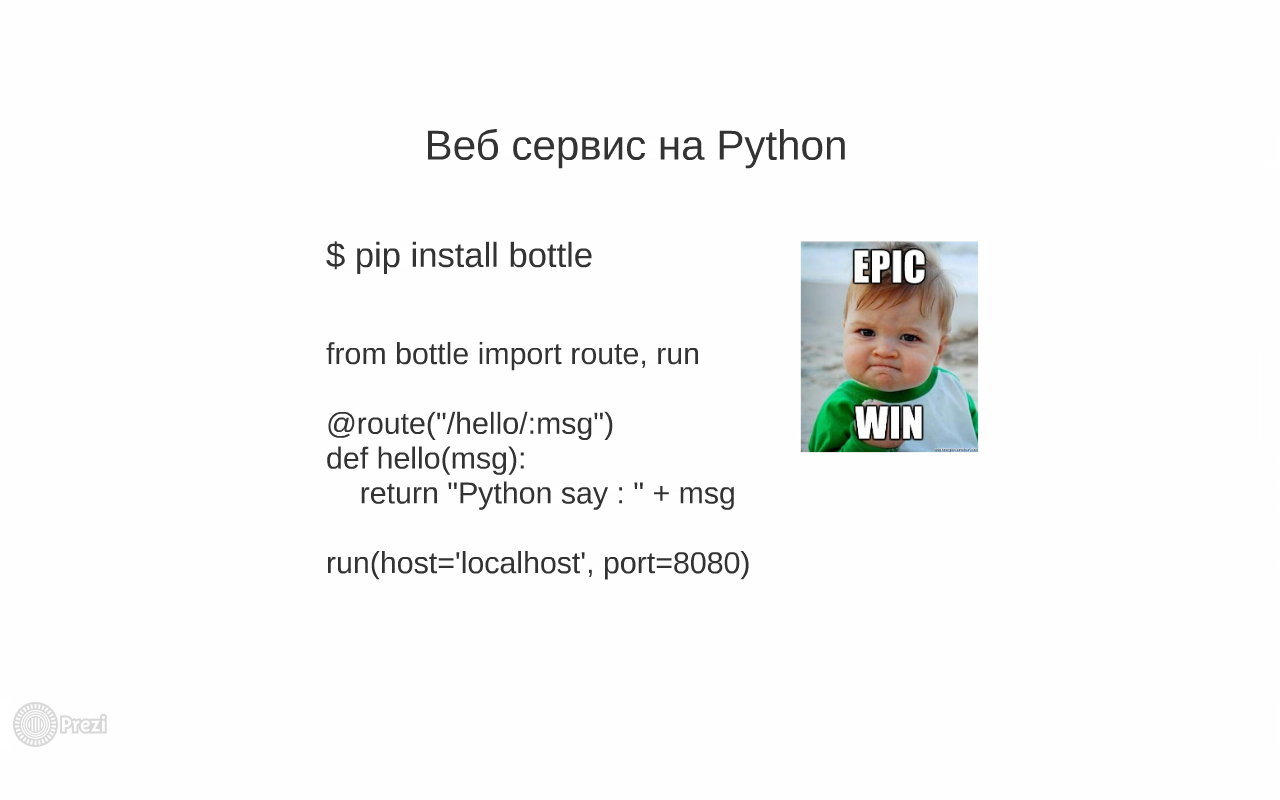 Веб сервис на Python
$ pip install bottle
from bottle import route, run
@route("/hello/:msg")
def hello(msg):
    return "Python say : " + msg
run(host='localhost', port=8080)
EPIC
WIN
Prezi